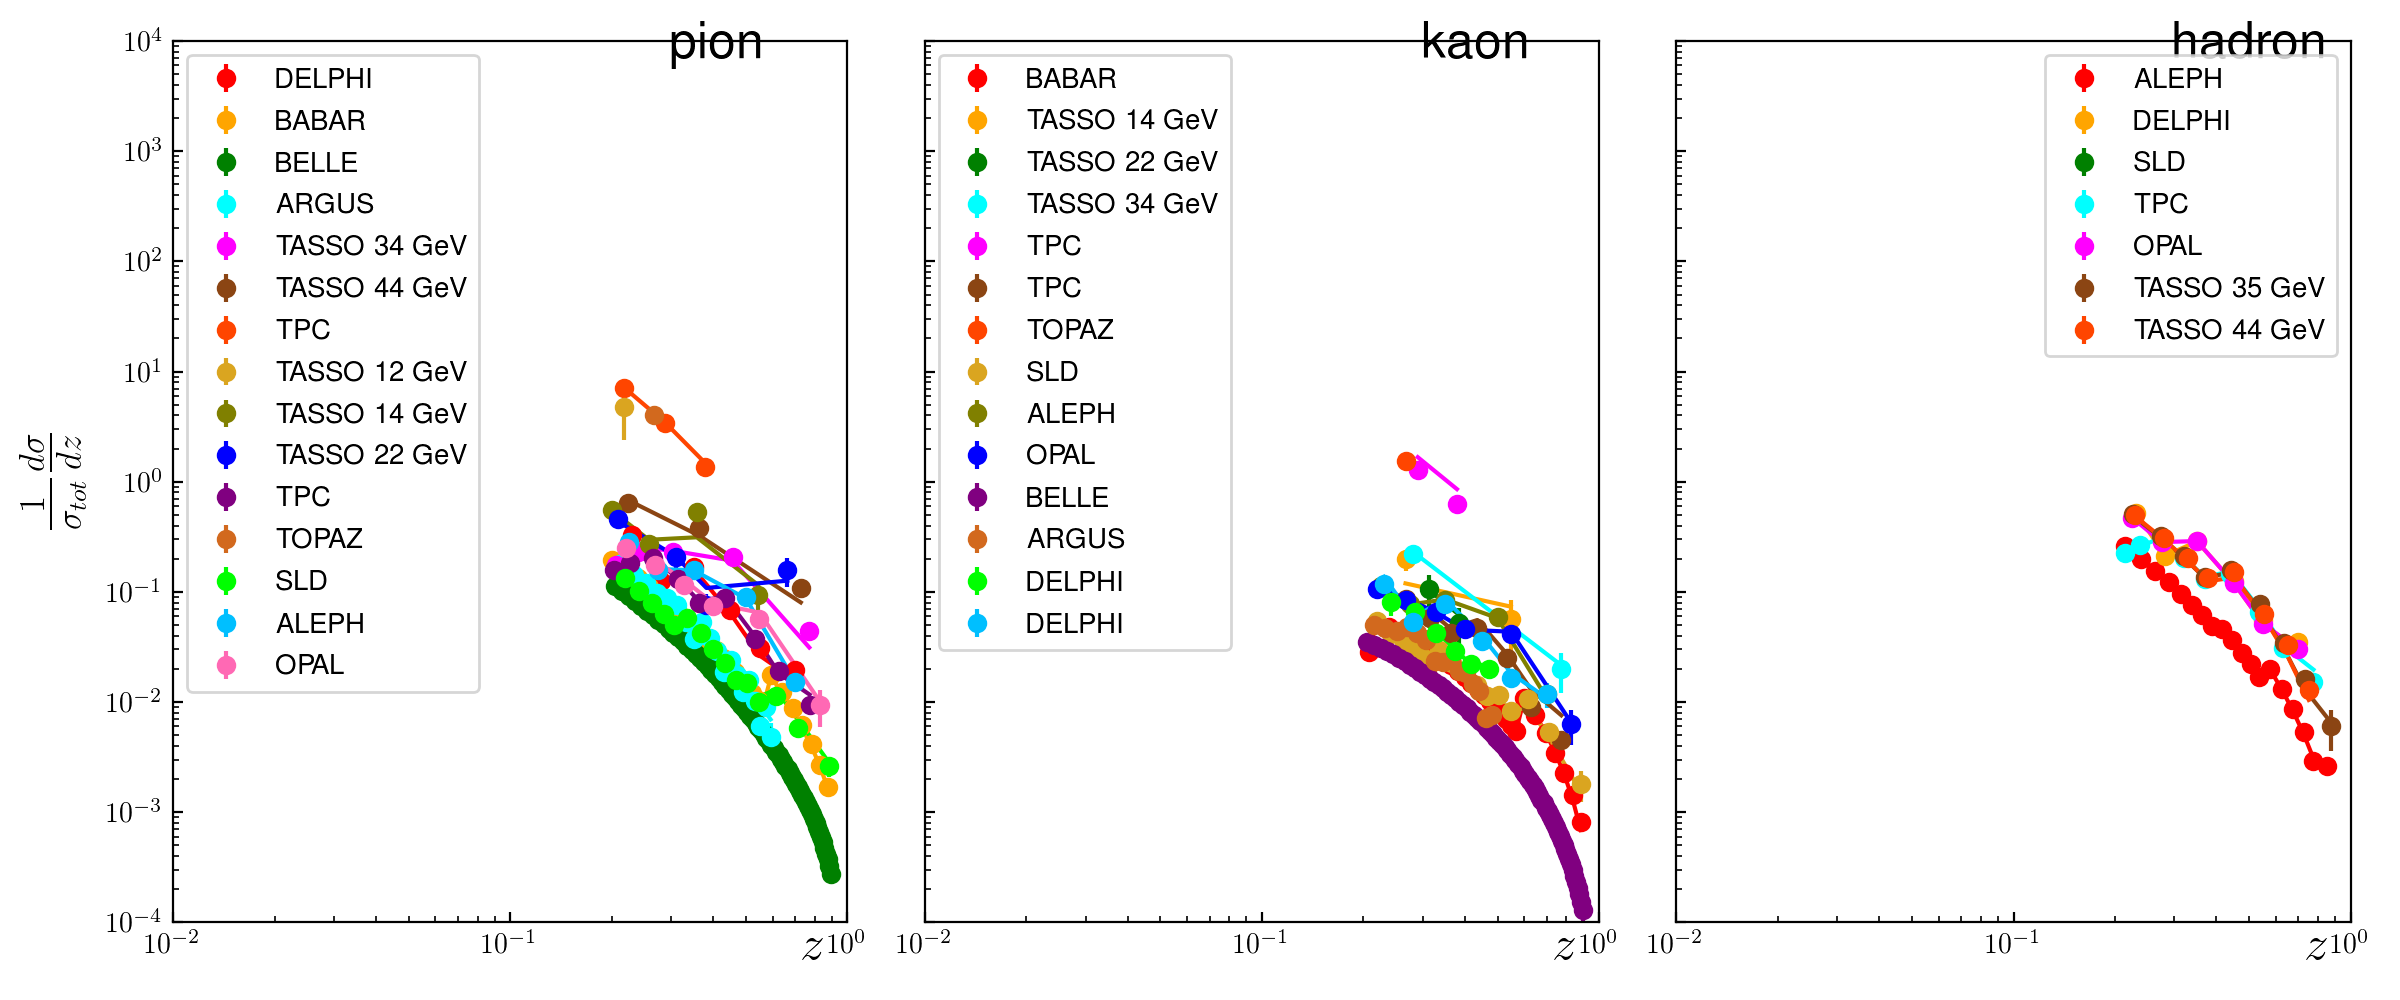 pion
kaon
hadron
DELPHI
BABAR
BELLE
ARGUS
TASSO 34 GeV
TASSO 44 GeV
TPC
TASSO 12 GeV
TASSO 14 GeV
TASSO 22 GeV
TPC
TOPAZ
SLD
ALEPH
OPAL
BABAR
TASSO 14 GeV
TASSO 22 GeV
TASSO 34 GeV
TPC
TPC
TOPAZ
SLD
ALEPH
OPAL
BELLE
ARGUS
DELPHI
DELPHI
ALEPH
DELPHI
SLD
TPC
OPAL
TASSO 35 GeV
TASSO 44 GeV
10^4
10^3
10^2
10^1
10^0
10^{-1}
10^{-2}
10^{-3}
10^{-4}
\frac{1}{\sigma_{tot}} \frac{d\sigma}{dz}
10^{-2} 10^{-1} z 10^0
10^{-2} 10^{-1} z 10^0
10^{-2} 10^{-1} z 10^0